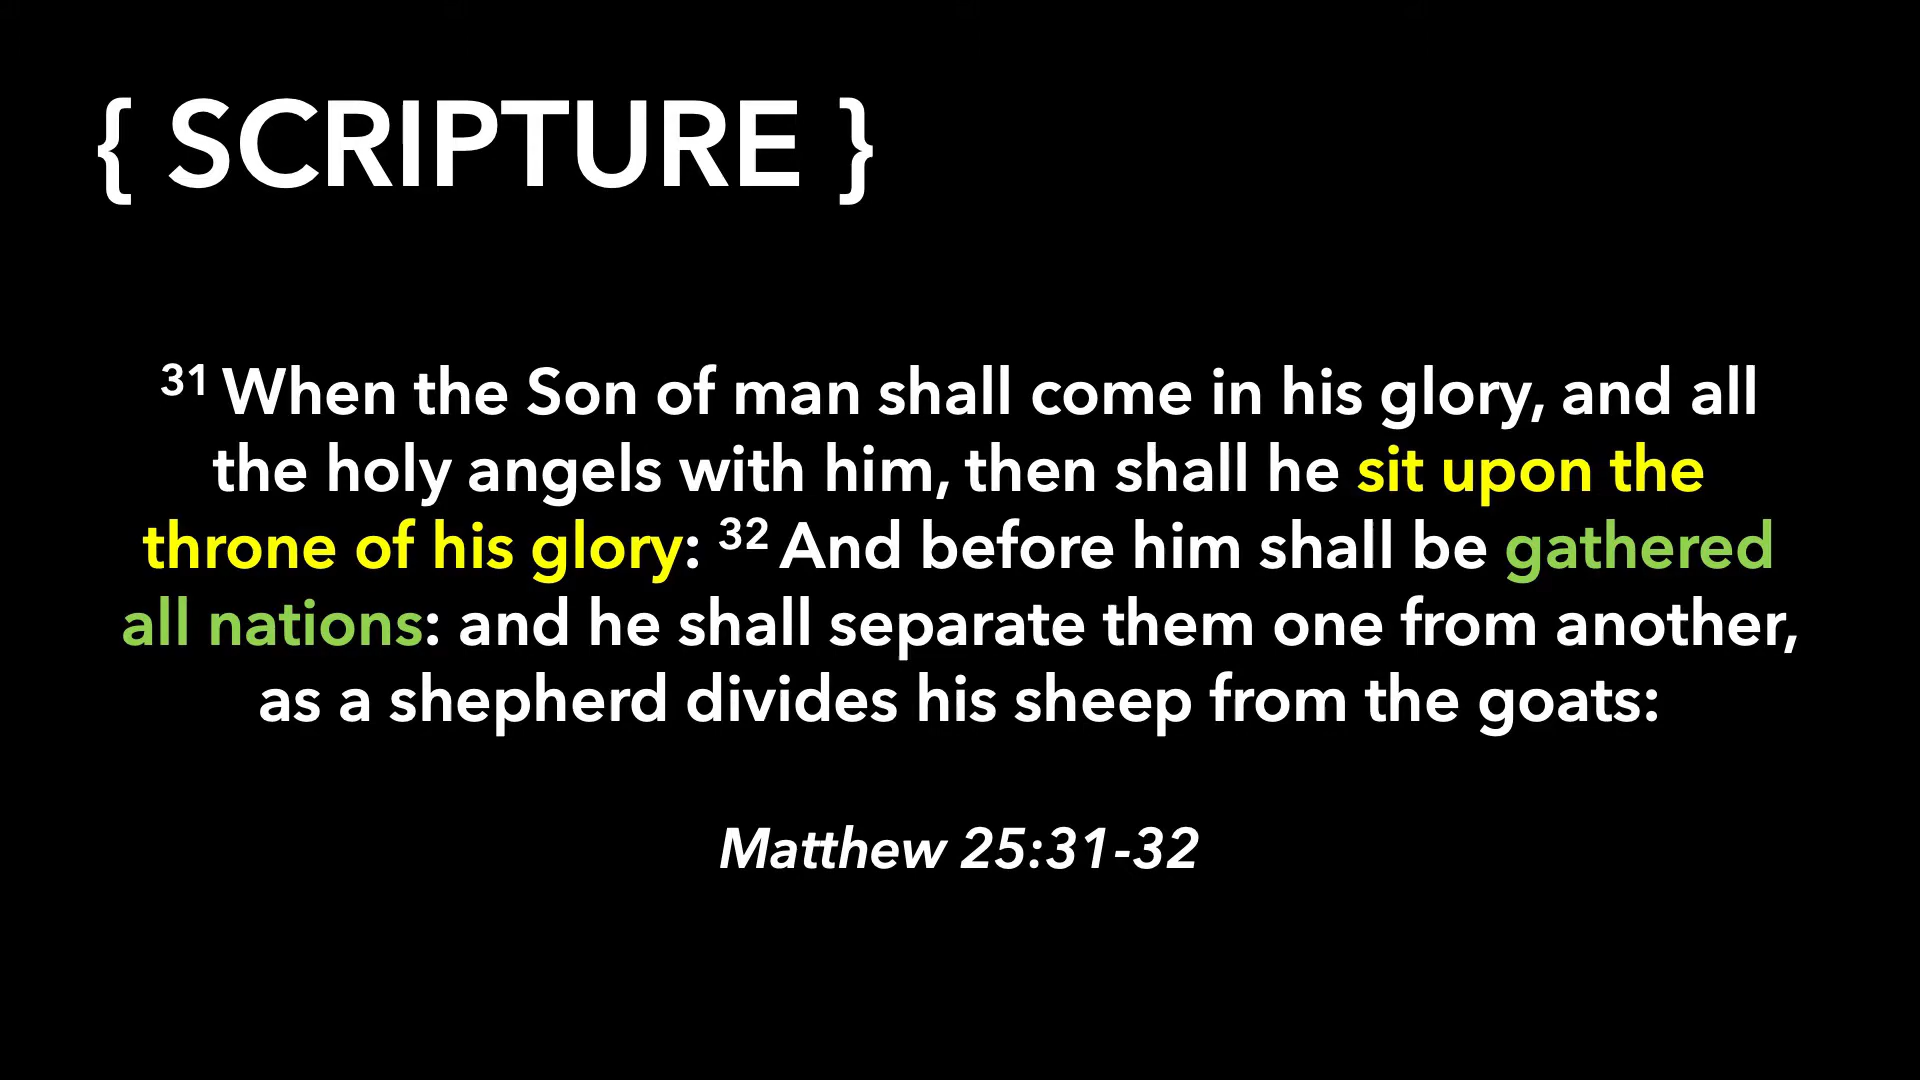 { SCRIPTURE }
31 When the Son of man shall come in his glory, and all
the holy angels with him, then shall he sit upon the
throne of his glory: 32 And before him shall be gathered
all nations: and he shall separate them one from another,
as a shepherd divides his sheep from the goats:
Matthew 25:31-32